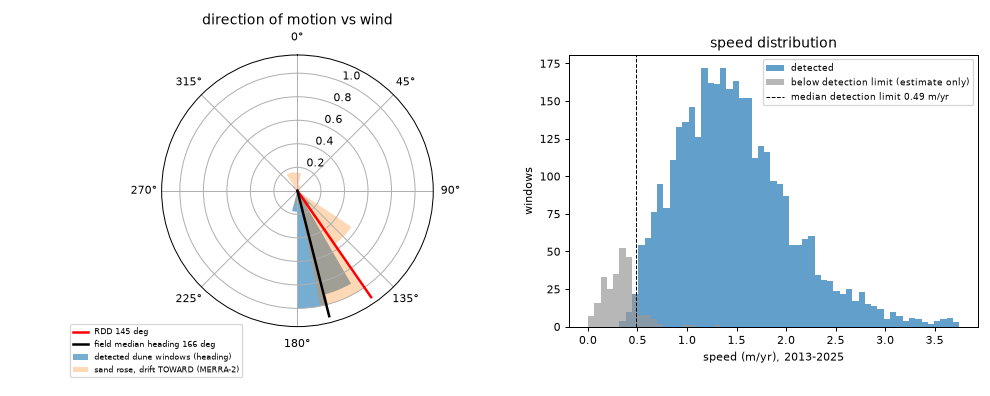 direction of motion vs wind
0°
45°
90°
135°
180°
225°
270°
315°
0.2
0.4
0.6
0.8
1.0
RDD 145 deg
field median heading 166 deg
detected dune windows (heading)
sand rose, drift TOWARD (MERRA-2)
speed distribution
windows
175
150
125
100
75
50
25
0
0.0 0.5 1.0 1.5 2.0 2.5 3.0 3.5
speed (m/yr), 2013-2025
detected
below detection limit (estimate only)
median detection limit 0.49 m/yr